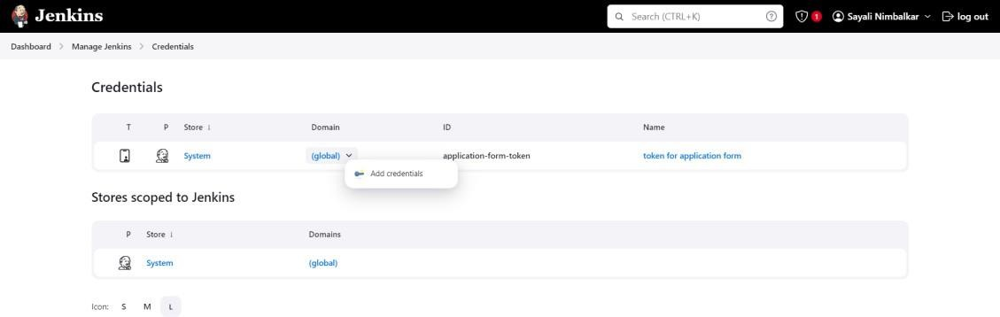 Jenkins
Search (CTRL+K)
1
Sayali Nimbalkar
log out
Dashboard > Manage Jenkins > Credentials
Credentials
T P Store ↓ Domain ID Name
System (global) application-form-token token for application form
Add credentials
Stores scoped to Jenkins
P Store ↓ Domains
System (global)
Icon: S M L